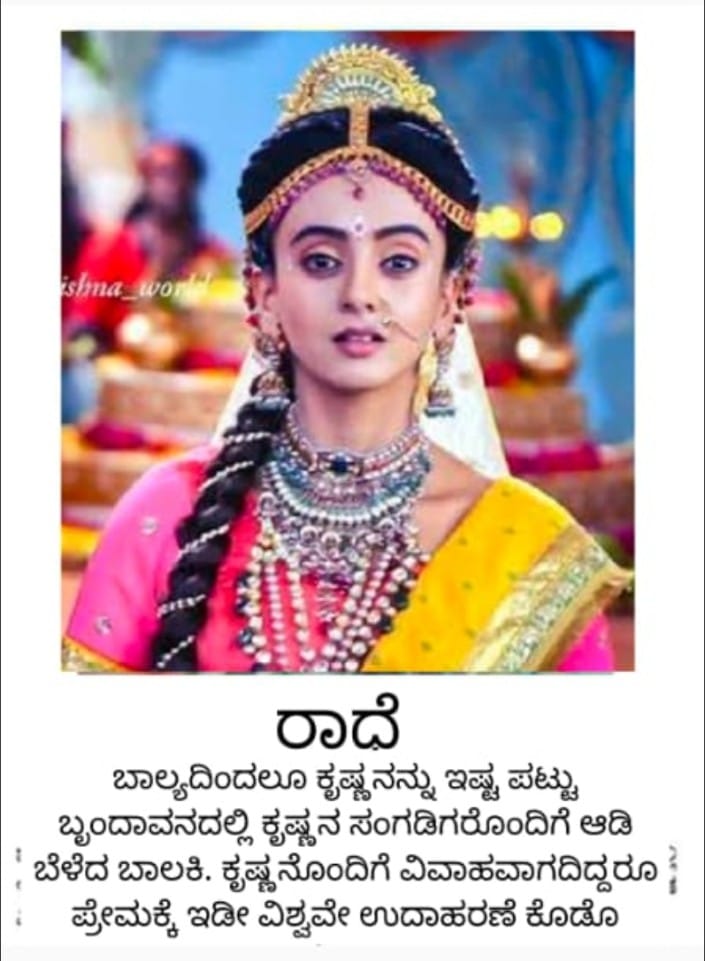 ishna_world
ರಾಧೆ
ಬಾಲ್ಯದಿಂದಲೂ ಕೃಷ್ಣನನ್ನು ಇಷ್ಟ ಪಟ್ಟು
ಬೃಂದಾವನದಲ್ಲಿ ಕೃಷ್ಣನ ಸಂಗಡಿಗರೊಂದಿಗೆ ಆಡಿ
ಬೆಳೆದ ಬಾಲಕಿ. ಕೃಷ್ಣನೊಂದಿಗೆ ವಿವಾಹವಾಗದಿದ್ದರೂ
ಪ್ರೇಮಕ್ಕೆ ಇಡೀ ವಿಶ್ವವೇ ಉದಾಹರಣೆ ಕೊಡೊ